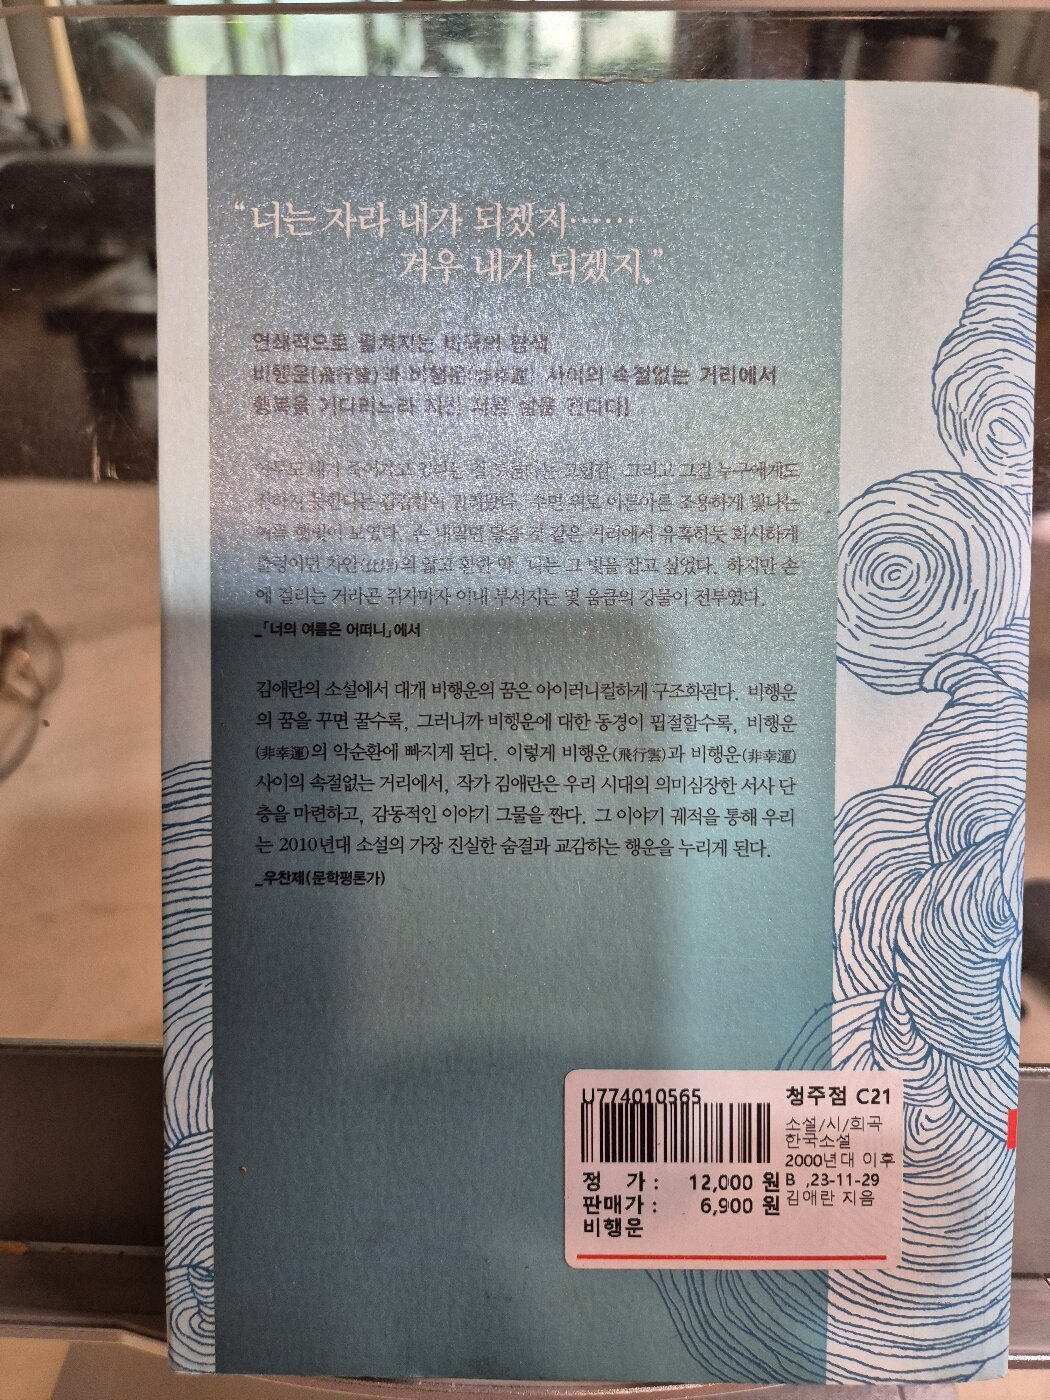 “너는 자라 내가 되겠지……
겨우 내가 되겠지.”
연쇄적으로 펼쳐지는
비행운(飛行雲)과 비행운(非幸運) 사이의 속절없는 거리에서
행복을 기다리느라 지친 삶을 건디다!
그리고 그걸 누구에게도
수면 위로 아른아른 조용하게 빛나는
여름 햇빛이 보였다. 손 내밀면 닿을 것 같은 거리에서 유혹하듯 화사하게
출렁이던 자안(紫眼)의 얇고 환한 막. 나는 그 빛을 잡고 싶었다. 하지만 손
에 걸리는 거라곤 쥐자마자 이내 부서지는 몇 움큼의 강물이 전부였다.
_「너의 여름은 어떠니」에서
김애란의 소설에서 대개 비행운의 꿈은 아이러니컬하게 구조화된다. 비행운
의 꿈을 꾸면 꿀수록, 그러니까 비행운에 대한 동경이 핍절할수록, 비행운
(非幸運)의 악순환에 빠지게 된다. 이렇게 비행운(飛行雲)과 비행운(非幸運)
사이의 속절없는 거리에서, 작가 김애란은 우리 시대의 의미심장한 서사 단
층을 마련하고, 감동적인 이야기 그물을 짠다. 그 이야기 궤적을 통해 우리
는 2010년대 소설의 가장 진실한 숨결과 교감하는 행운을 누리게 된다.
_우찬제(문학평론가)
U774010565
청주점 C21
소설/시/희곡
한국소설
2000년대 이후
정 가 : 12,000 원
B ,23-11-29
판매가 : 6,900 원
김애란 지음
비행운